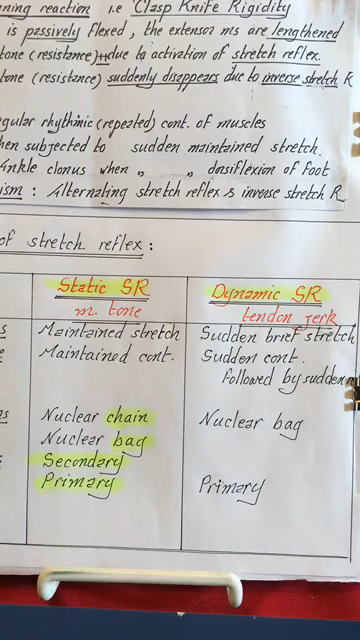 ning reaction i.e Clasp Knife Rigidity
is passively flexed, the extensor ms are lengthened
tone (resistance) ++ due to activation of stretch reflex.
tone (resistance) suddenly disappears due to inverse stretch R
gular rhythmic (repeated) cont. of muscles
hen subjected to sudden maintained stretch.
Ankle clonus when " " dorsiflexion of foot
ism : Alternating stretch reflex & inverse stretch R
of stretch reflex :
Static SR
m. tone
Dynamic SR
tendon jerk
Maintained stretch
Sudden brief stretch
Maintained cont.
Sudden cont.
followed by sudden
Nuclear chain
Nuclear bag
Nuclear bag
Secondary
Primary
Primary